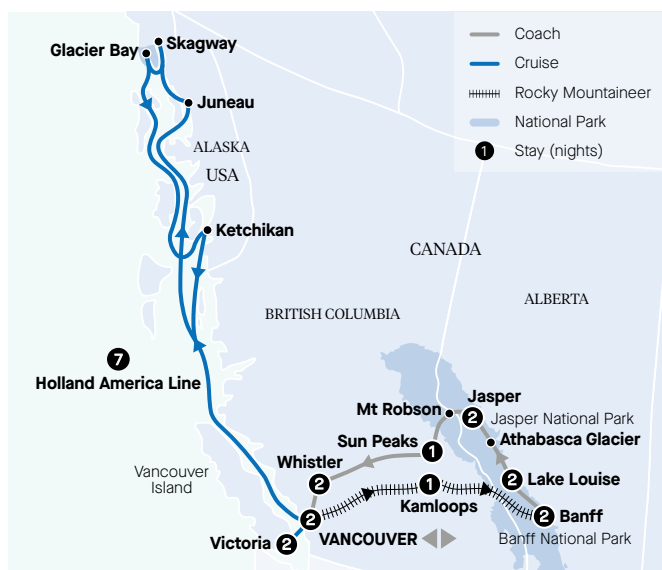 Glacier Bay
Skagway
Juneau
ALASKA
USA
Ketchikan
Coach
Cruise
Rocky Mountaineer
National Park
1
Stay (nights)
CANADA
ALBERTA
BRITISH COLUMBIA
7
Holland America Line
Mt Robson
Jasper
2
Jasper National Park
Athabasca Glacier
Sun Peaks
1
Whistler
2
Vancouver
Island
2
Lake Louise
1
Kamloops
2
Banff
Banff National Park
2
VANCOUVER
Victoria
2